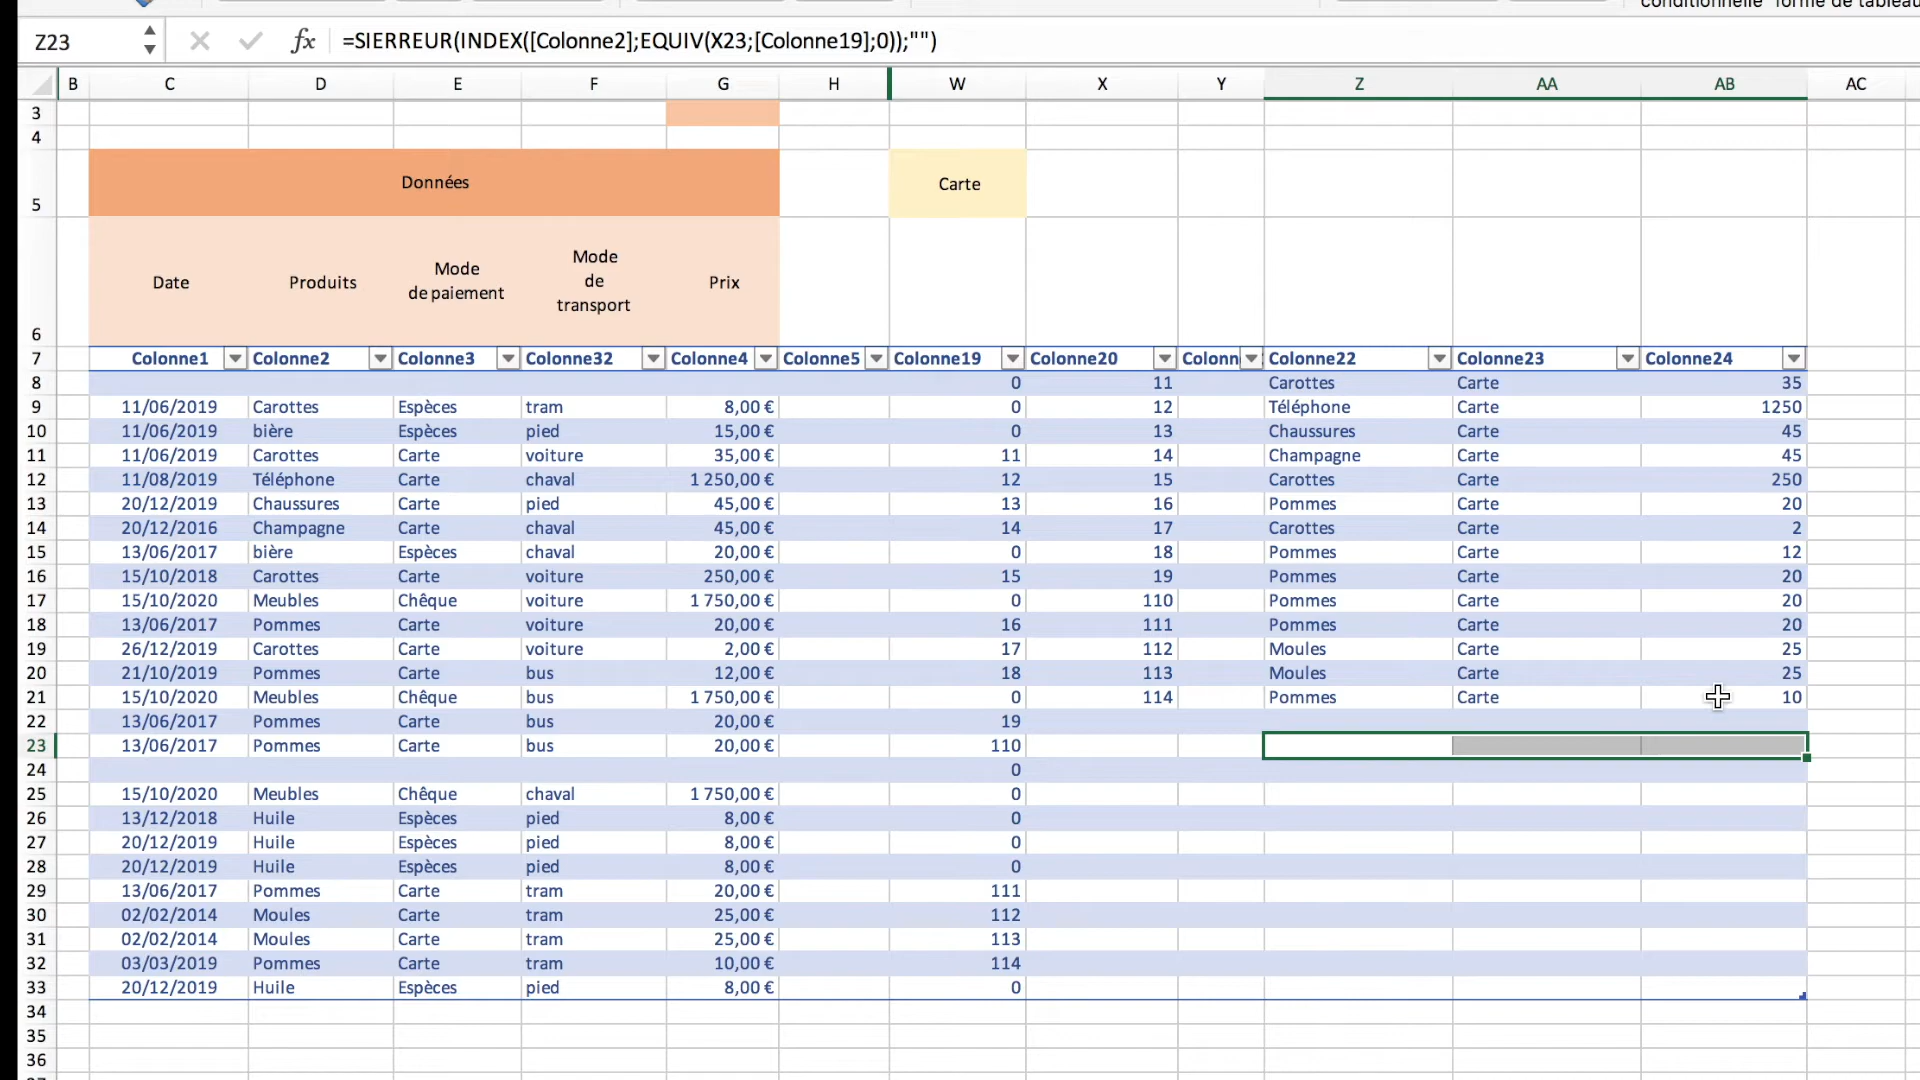 conditionnelle forme de tableau
Z23 fx =SIERREUR(INDEX([Colonne2];EQUIV(X23;[Colonne19];0));"")
B C D E F G H W X Y Z AA AB AC
3
4
5 Données Carte
6 Date Produits Mode de paiement Mode de transport Prix
7 Colonne1 Colonne2 Colonne3 Colonne32 Colonne4 Colonne5 Colonne19 Colonne20 Colonn Colonne22 Colonne23 Colonne24
8 0 11 Carottes Carte 35
9 11/06/2019 Carottes Espèces tram 8,00 € 0 12 Téléphone Carte 1250
10 11/06/2019 bière Espèces pied 15,00 € 0 13 Chaussures Carte 45
11 11/06/2019 Carottes Carte voiture 35,00 € 11 14 Champagne Carte 45
12 11/08/2019 Téléphone Carte chaval 1 250,00 € 12 15 Carottes Carte 250
13 20/12/2019 Chaussures Carte pied 45,00 € 13 16 Pommes Carte 20
14 20/12/2016 Champagne Carte chaval 45,00 € 14 17 Carottes Carte 2
15 13/06/2017 bière Espèces chaval 20,00 € 0 18 Pommes Carte 12
16 15/10/2018 Carottes Carte voiture 250,00 € 15 19 Pommes Carte 20
17 15/10/2020 Meubles Chêque voiture 1 750,00 € 0 110 Pommes Carte 20
18 13/06/2017 Pommes Carte voiture 20,00 € 16 111 Pommes Carte 20
19 26/12/2019 Carottes Carte voiture 2,00 € 17 112 Moules Carte 25
20 21/10/2019 Pommes Carte bus 12,00 € 18 113 Moules Carte 25
21 15/10/2020 Meubles Chêque bus 1 750,00 € 0 114 Pommes Carte 10
22 13/06/2017 Pommes Carte bus 20,00 € 19
23 13/06/2017 Pommes Carte bus 20,00 € 110
24 0
25 15/10/2020 Meubles Chêque chaval 1 750,00 € 0
26 13/12/2018 Huile Espèces pied 8,00 € 0
27 20/12/2019 Huile Espèces pied 8,00 € 0
28 20/12/2019 Huile Espèces pied 8,00 € 0
29 13/06/2017 Pommes Carte tram 20,00 € 111
30 02/02/2014 Moules Carte tram 25,00 € 112
31 02/02/2014 Moules Carte tram 25,00 € 113
32 03/03/2019 Pommes Carte tram 10,00 € 114
33 20/12/2019 Huile Espèces pied 8,00 € 0
34
35
36